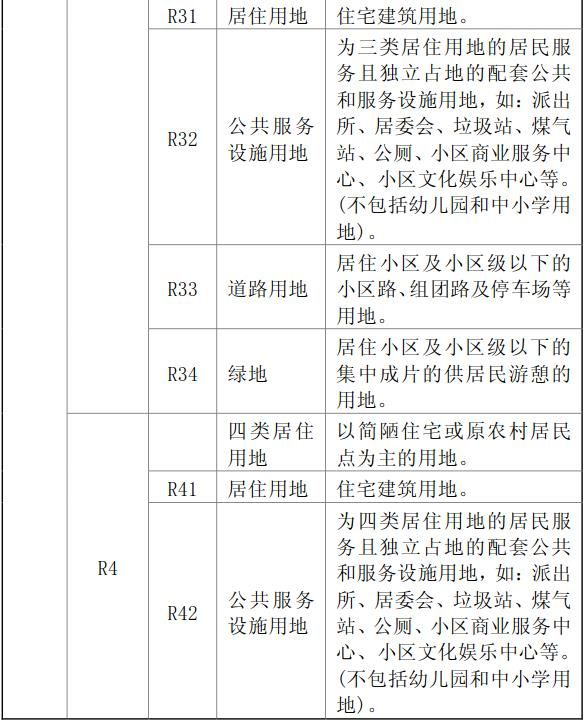 R31 居住用地 住宅建筑用地。
R32
公共服务
设施用地
为三类居住用地的居民服
务且独立占地的配套公共
和服务设施用地，如：派出
所、居委会、垃圾站、煤气
站、公厕、小区商业服务中
心、小区文化娱乐中心等。
(不包括幼儿园和中小学用
地)。
R33
道路用地
居住小区及小区级以下的
小区路、组团路及停车场等
用地。
R34
绿地
居住小区及小区级以下的
集中成片的供居民游憩的
用地。
R4
四类居住
用地
以简陋住宅或原农村居民
点为主的用地。
R41 居住用地 住宅建筑用地。
R42
公共服务
设施用地
为四类居住用地的居民服
务且独立占地的配套公共
和服务设施用地，如：派出
所、居委会、垃圾站、煤气
站、公厕、小区商业服务中
心、小区文化娱乐中心等。
(不包括幼儿园和中小学用
地)。